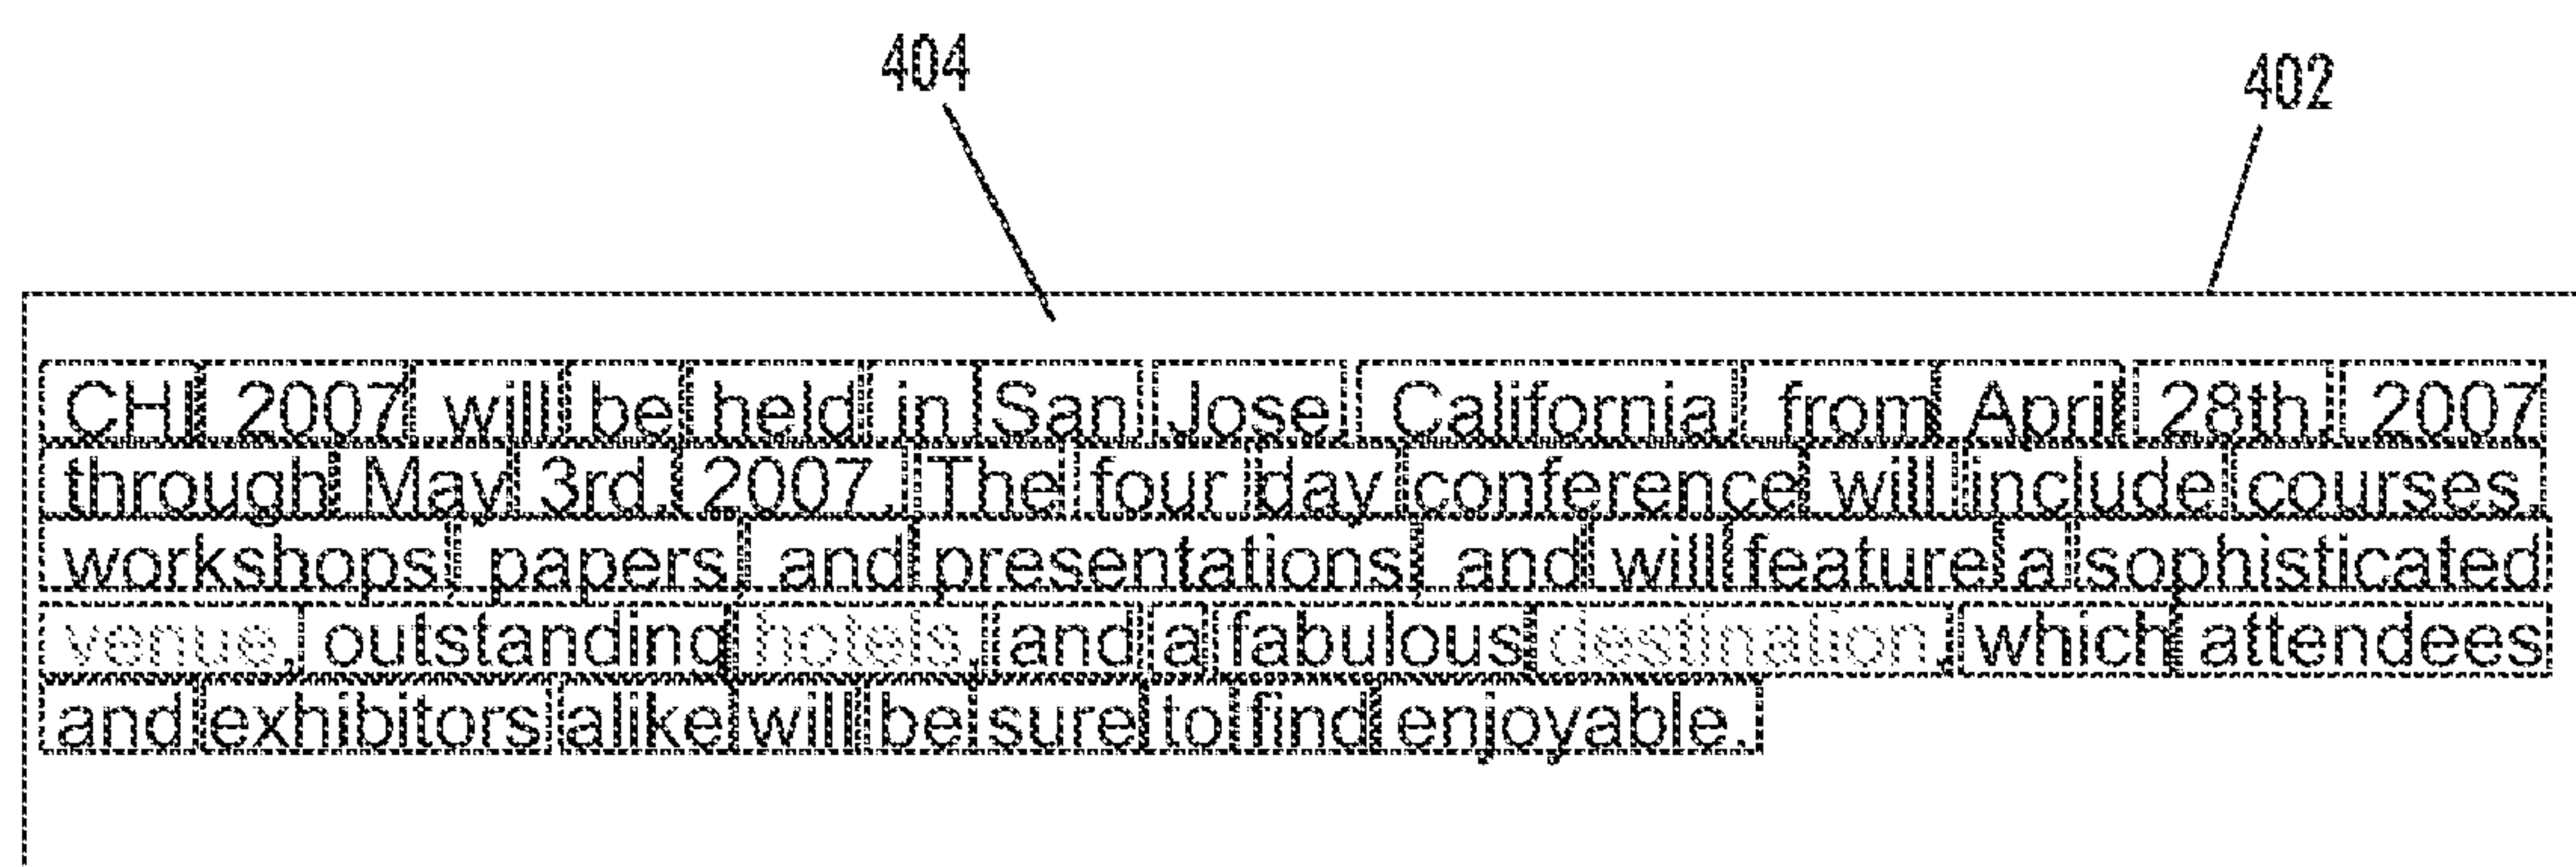 404
402
CHI 2007 will be held in San Jose California, from April 28th, 2007
through May 3rd, 2007. The four day conference will include courses,
workshops, papers, and presentations, and will feature a sophisticated
venue, outstanding hotels, and a fabulous destination, which attendees
and exhibitors alike will be sure to find enjoyable.